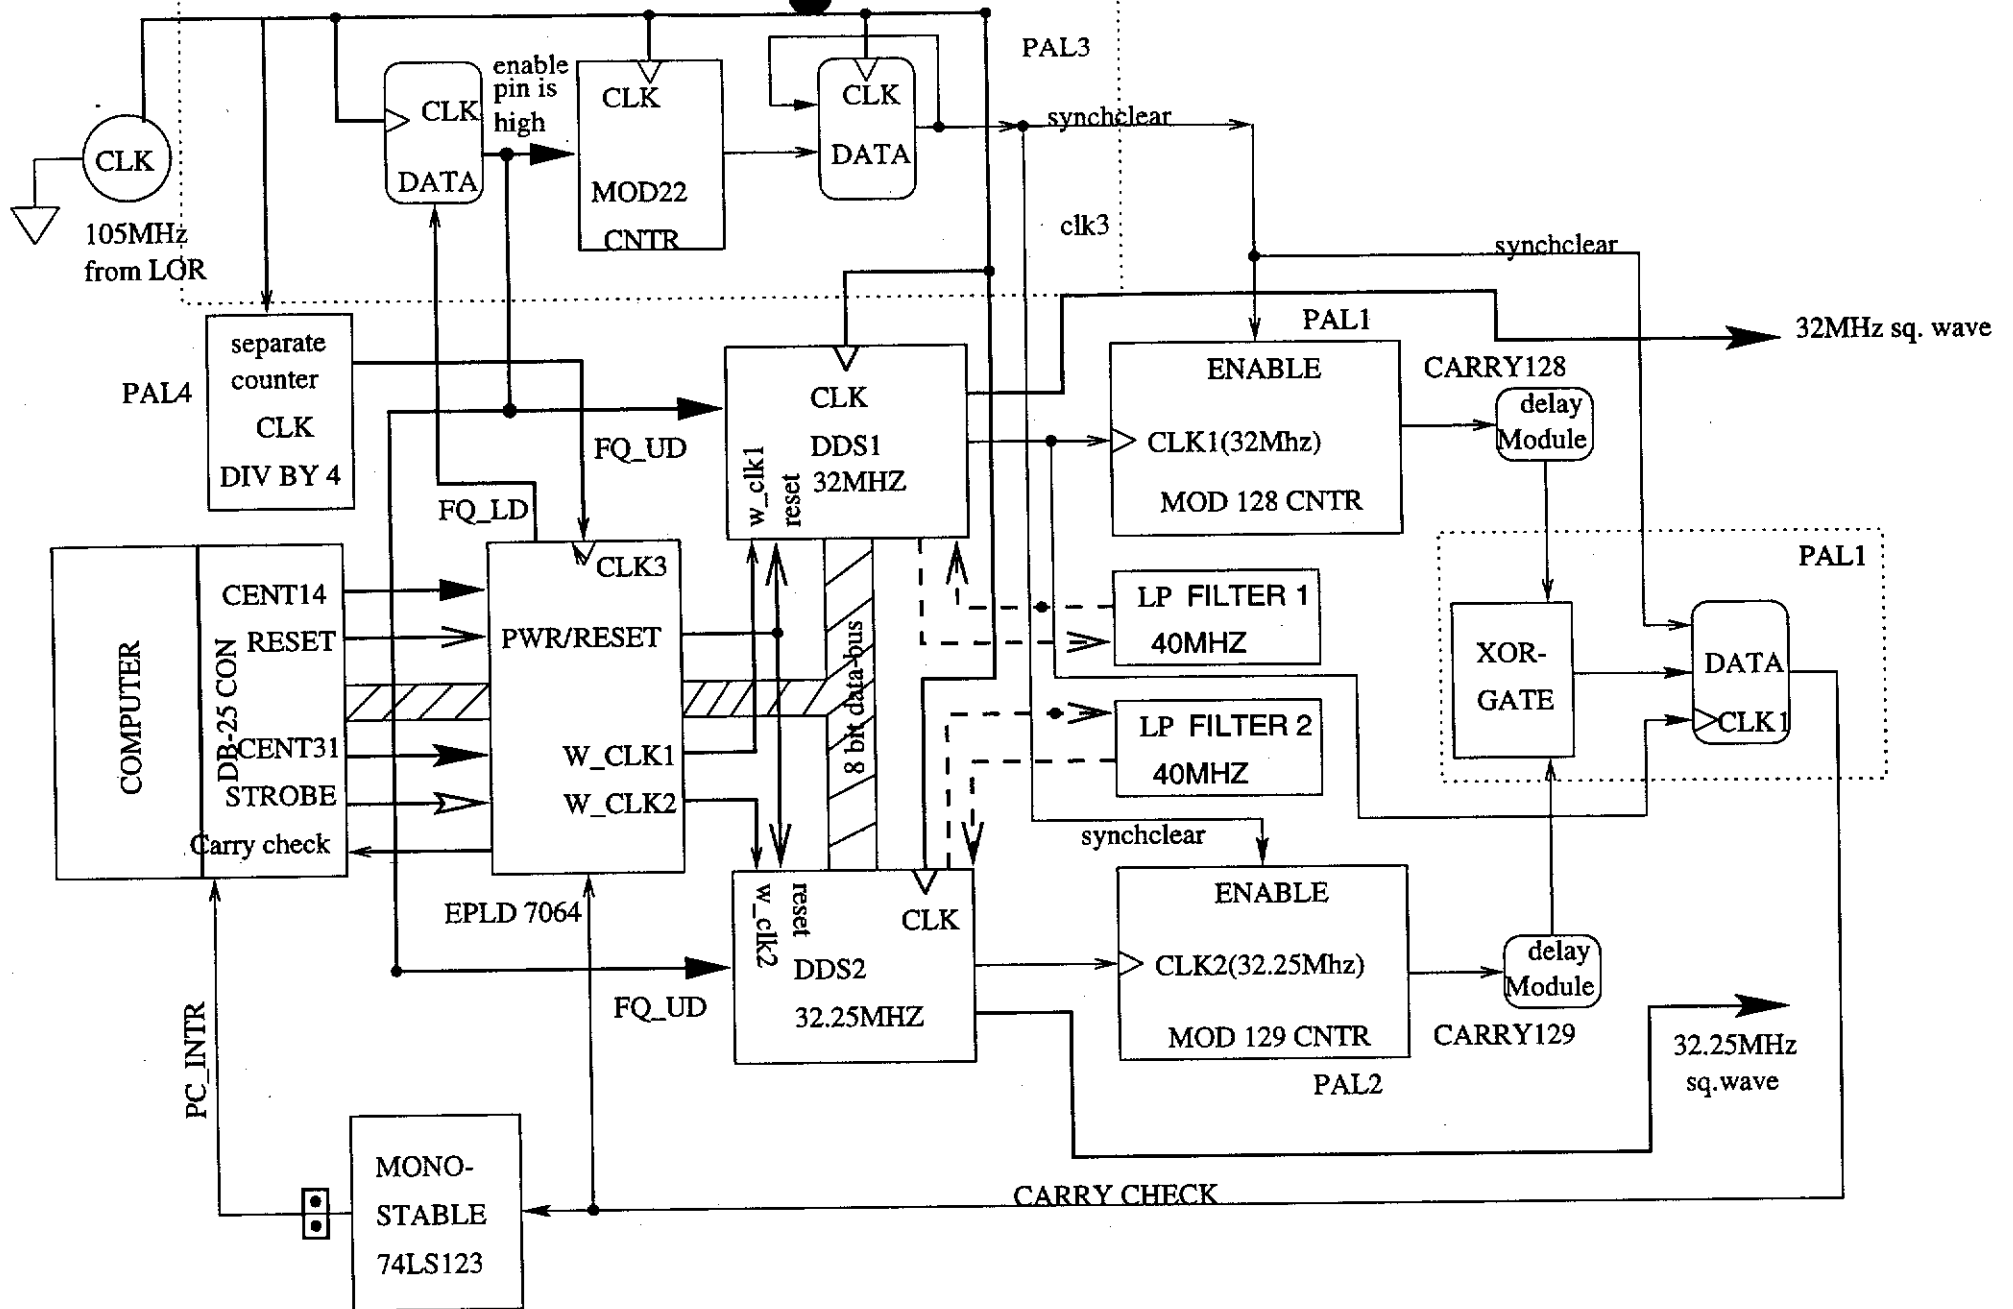 PAL3
enable
pin is
high
CLK
CLK
CLK
CLK
synchclear
DATA
DATA
MOD22
CNTR
clk3
105MHz
from LOR
synchclear
PAL1
32MHz sq. wave
separate
counter
CLK
DIV BY 4
PAL4
ENABLE
CARRY128
CLK
DDS1
32MHZ
w_clk1
reset
FQ_UD
CLK1(32Mhz)
MOD 128 CNTR
delay
Module
FQ_LD
PAL1
COMPUTER
DB-25 CON
CENT14
RESET
CENT31
STROBE
Carry check
CLK3
PWR/RESET
W_CLK1
W_CLK2
8 bit data-bus
LP FILTER 1
40MHZ
LP FILTER 2
40MHZ
XOR-
GATE
DATA
CLK1
synchclear
EPLD 7064
w_clk2
reset
CLK
DDS2
32.25MHZ
FQ_UD
ENABLE
CLK2(32.25Mhz)
MOD 129 CNTR
PAL2
delay
Module
CARRY129
32.25MHz
sq.wave
PC_INTR
MONO-
STABLE
74LS123
CARRY CHECK